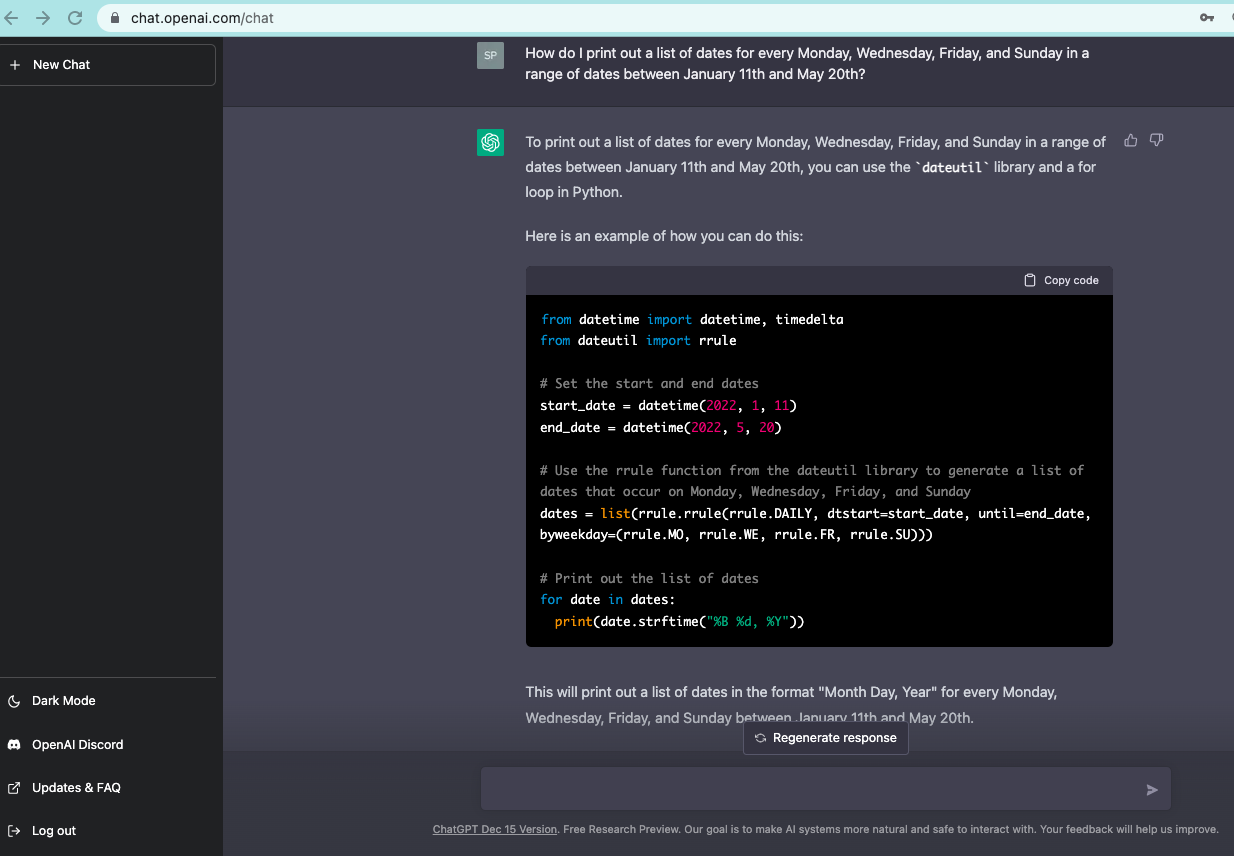 chat.openai.com/chat
+ New Chat
SP
How do I print out a list of dates for every Monday, Wednesday, Friday, and Sunday in a
range of dates between January 11th and May 20th?
To print out a list of dates for every Monday, Wednesday, Friday, and Sunday in a range of
dates between January 11th and May 20th, you can use the `dateutil` library and a for
loop in Python.
Here is an example of how you can do this:
Copy code
from datetime import datetime, timedelta
from dateutil import rrule
# Set the start and end dates
start_date = datetime(2022, 1, 11)
end_date = datetime(2022, 5, 20)
# Use the rrule function from the dateutil library to generate a list of
dates that occur on Monday, Wednesday, Friday, and Sunday
dates = list(rrule.rrule(rrule.DAILY, dtstart=start_date, until=end_date,
byweekday=(rrule.MO, rrule.WE, rrule.FR, rrule.SU)))
# Print out the list of dates
for date in dates:
  print(date.strftime("%B %d, %Y"))
This will print out a list of dates in the format "Month Day, Year" for every Monday,
Wednesday, Friday, and Sunday between January 11th and May 20th.
Regenerate response
Dark Mode
OpenAI Discord
Updates & FAQ
Log out
ChatGPT Dec 15 Version. Free Research Preview. Our goal is to make AI systems more natural and safe to interact with. Your feedback will help us improve.